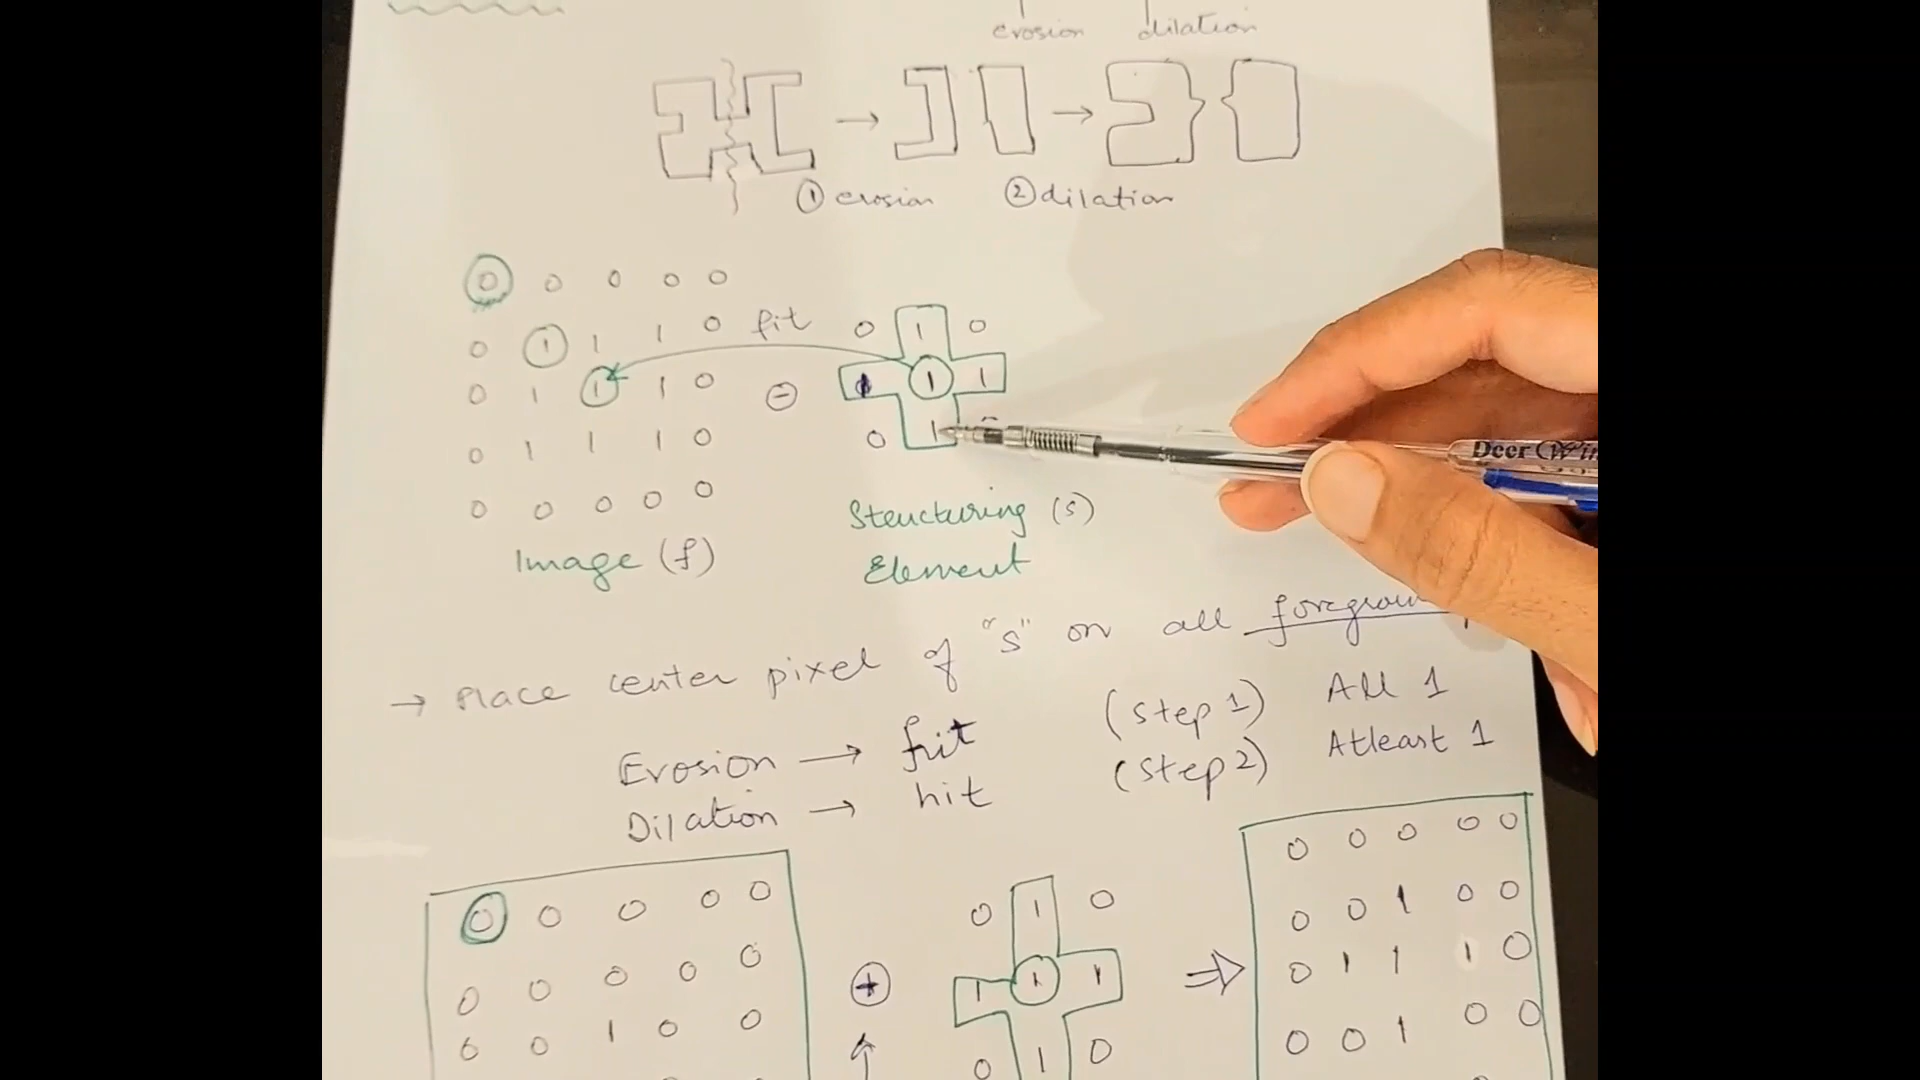 erosion dilation
① erosion ② dilation
0 0 0 0 0
0 1 1 1 0 fit 0 1 0
0 1 1 1 0 ⊖ 1 1 1
0 1 1 1 0 0 1
0 0 0 0 0
Structuring (s)
Image (f) Element
→ Place center pixel of "S" on all
Erosion → fit (Step 1) All 1
Dilation → hit (Step 2) Atleast 1
0 0 0 0 0 0 1 0 0 0 0 0 0
0 0 0 0 0 ⊕ 1 1 1 ⇒ 0 0 1 0 0
0 0 1 0 0 0 1 0 0 1 1 1 0
0 0 1 0 0
Deer